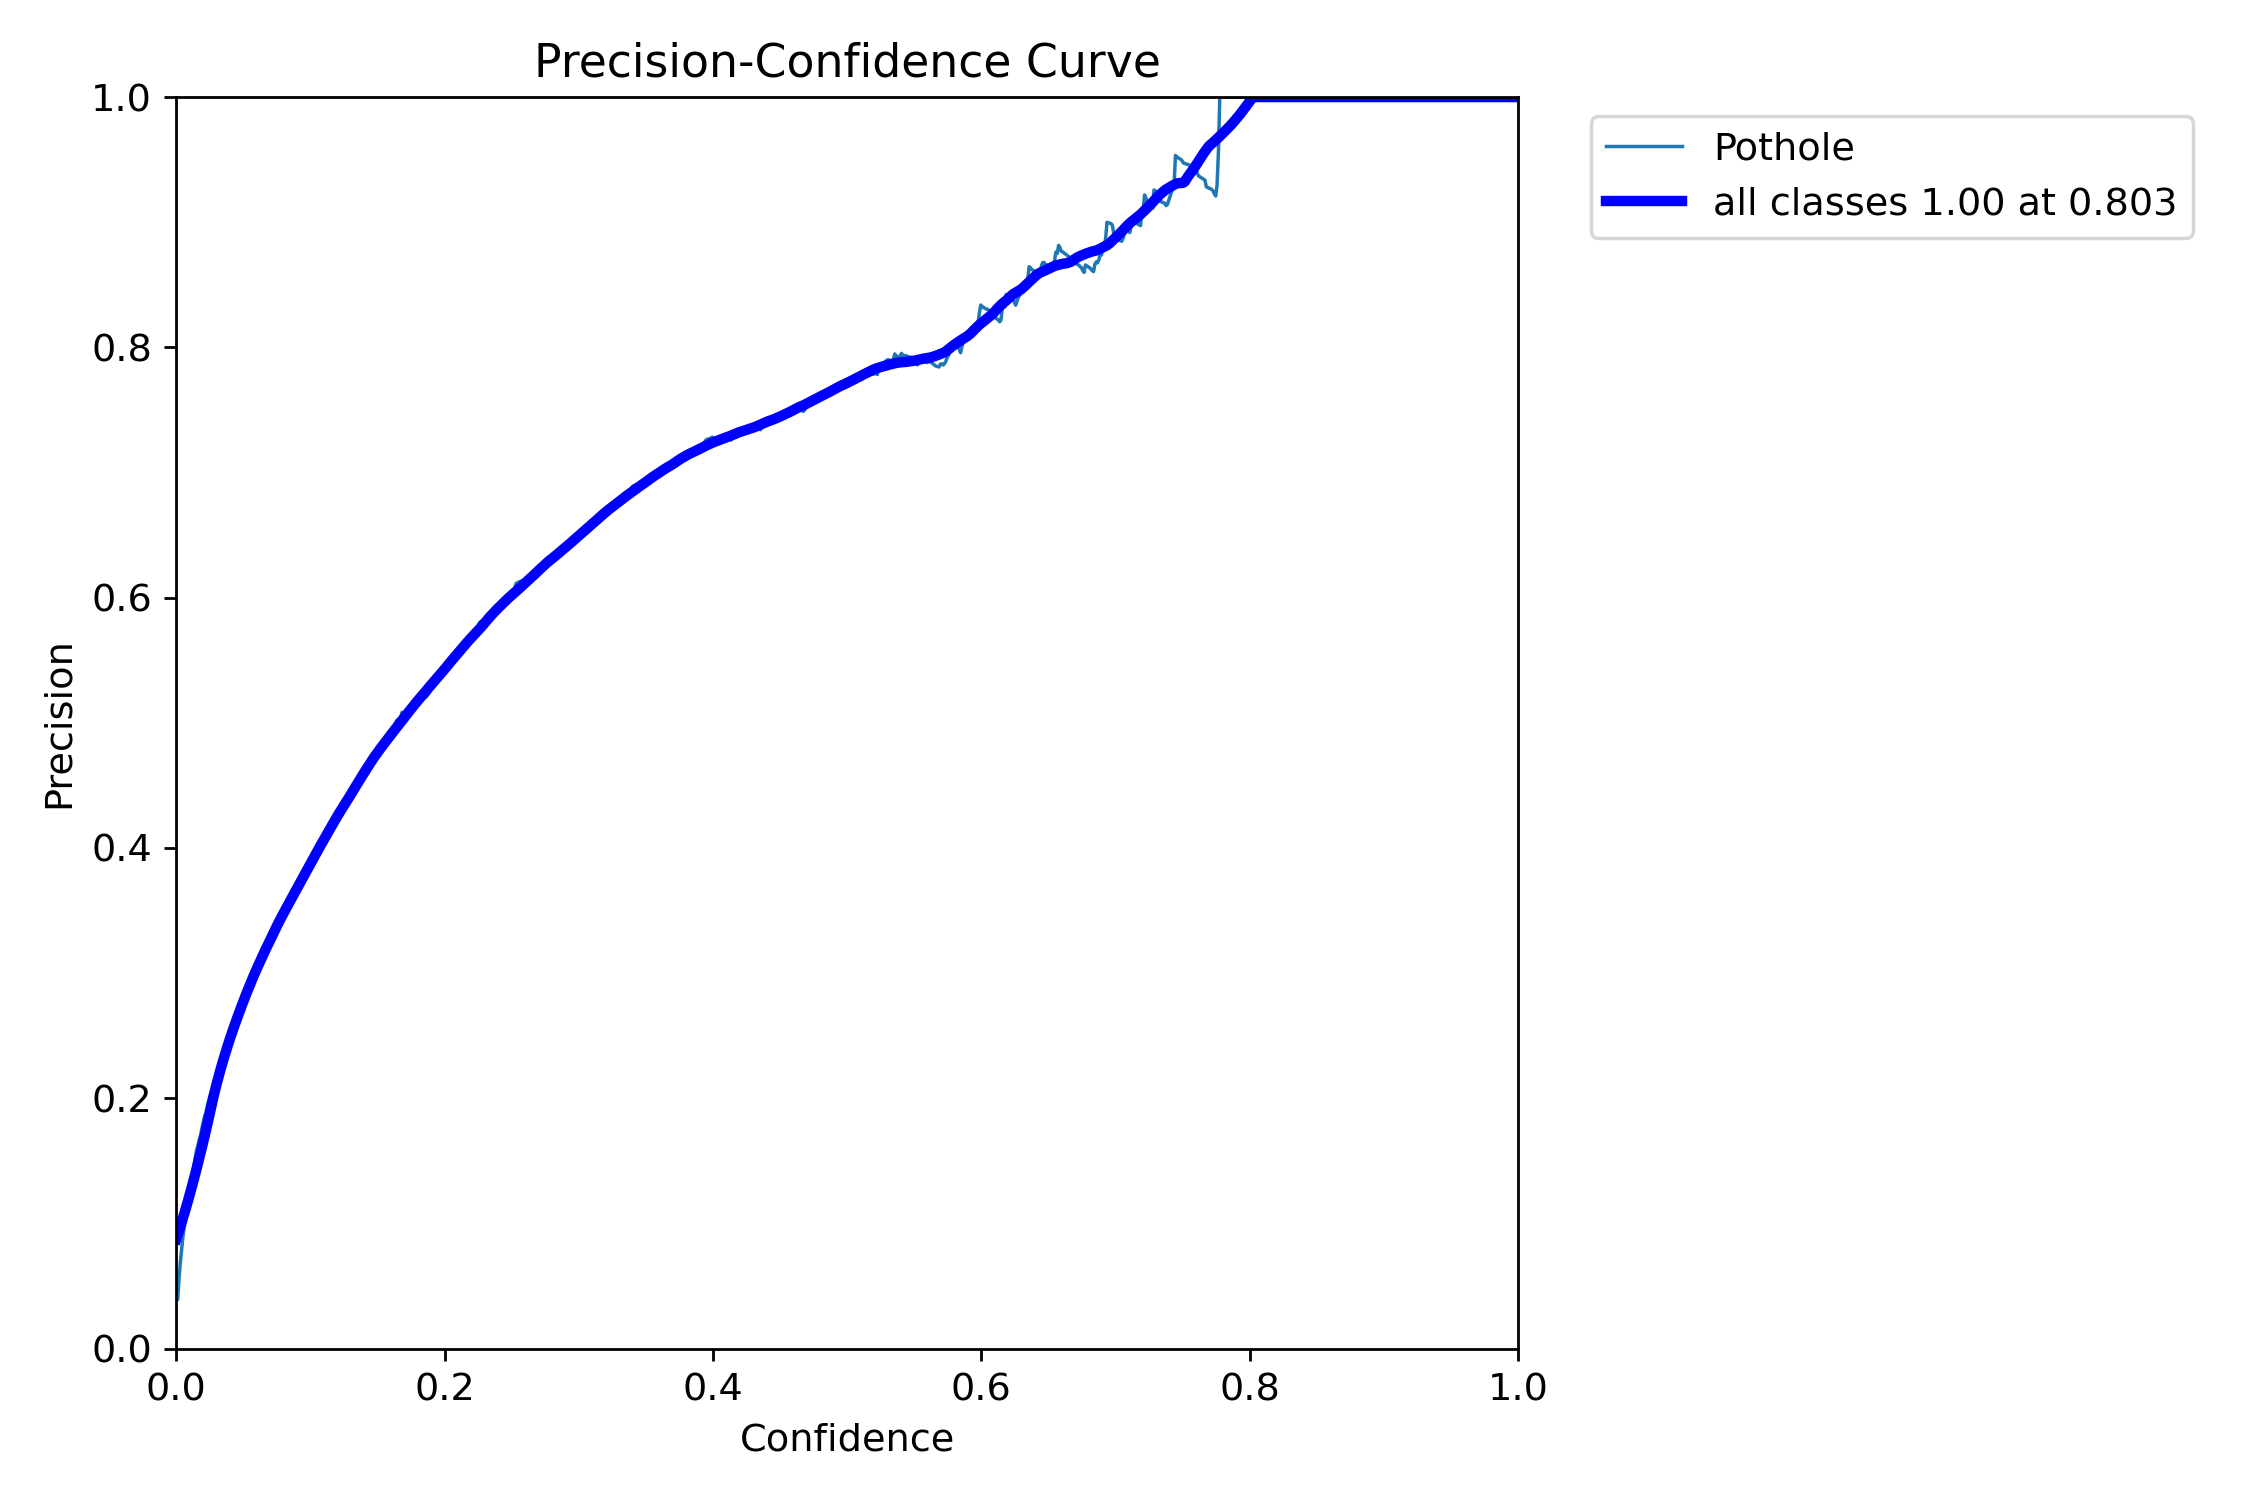 Precision-Confidence Curve
Pothole
all classes 1.00 at 0.803
Precision
1.0
0.8
0.6
0.4
0.2
0.0
0.0 0.2 0.4 0.6 0.8 1.0
Confidence